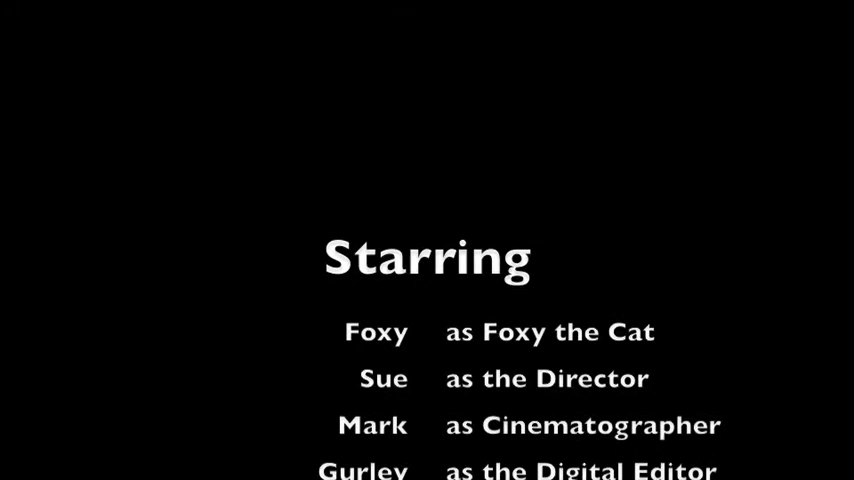 Starring
Foxy as Foxy the Cat
Sue as the Director
Mark as Cinematographer
Gurley as the Digital Editor